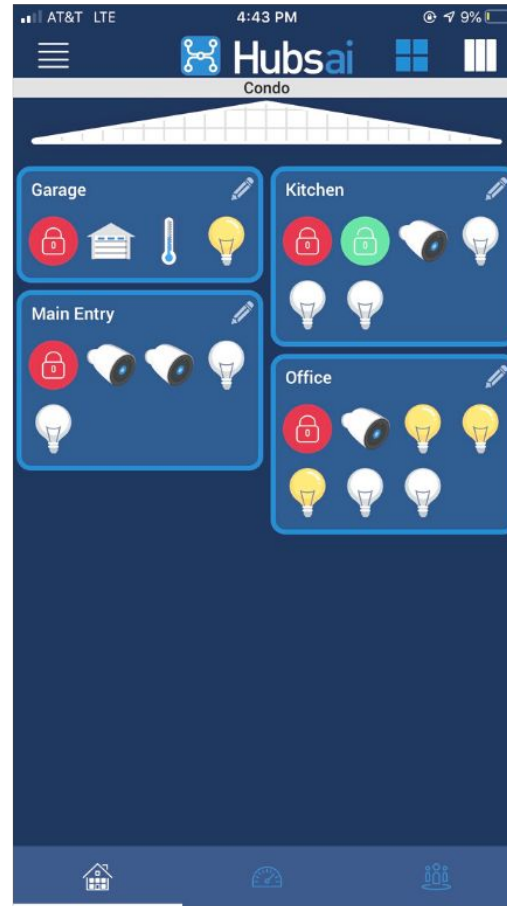 AT&T LTE 4:43 PM 9%
Hubsai
Condo
Garage
Kitchen
Main Entry
Office